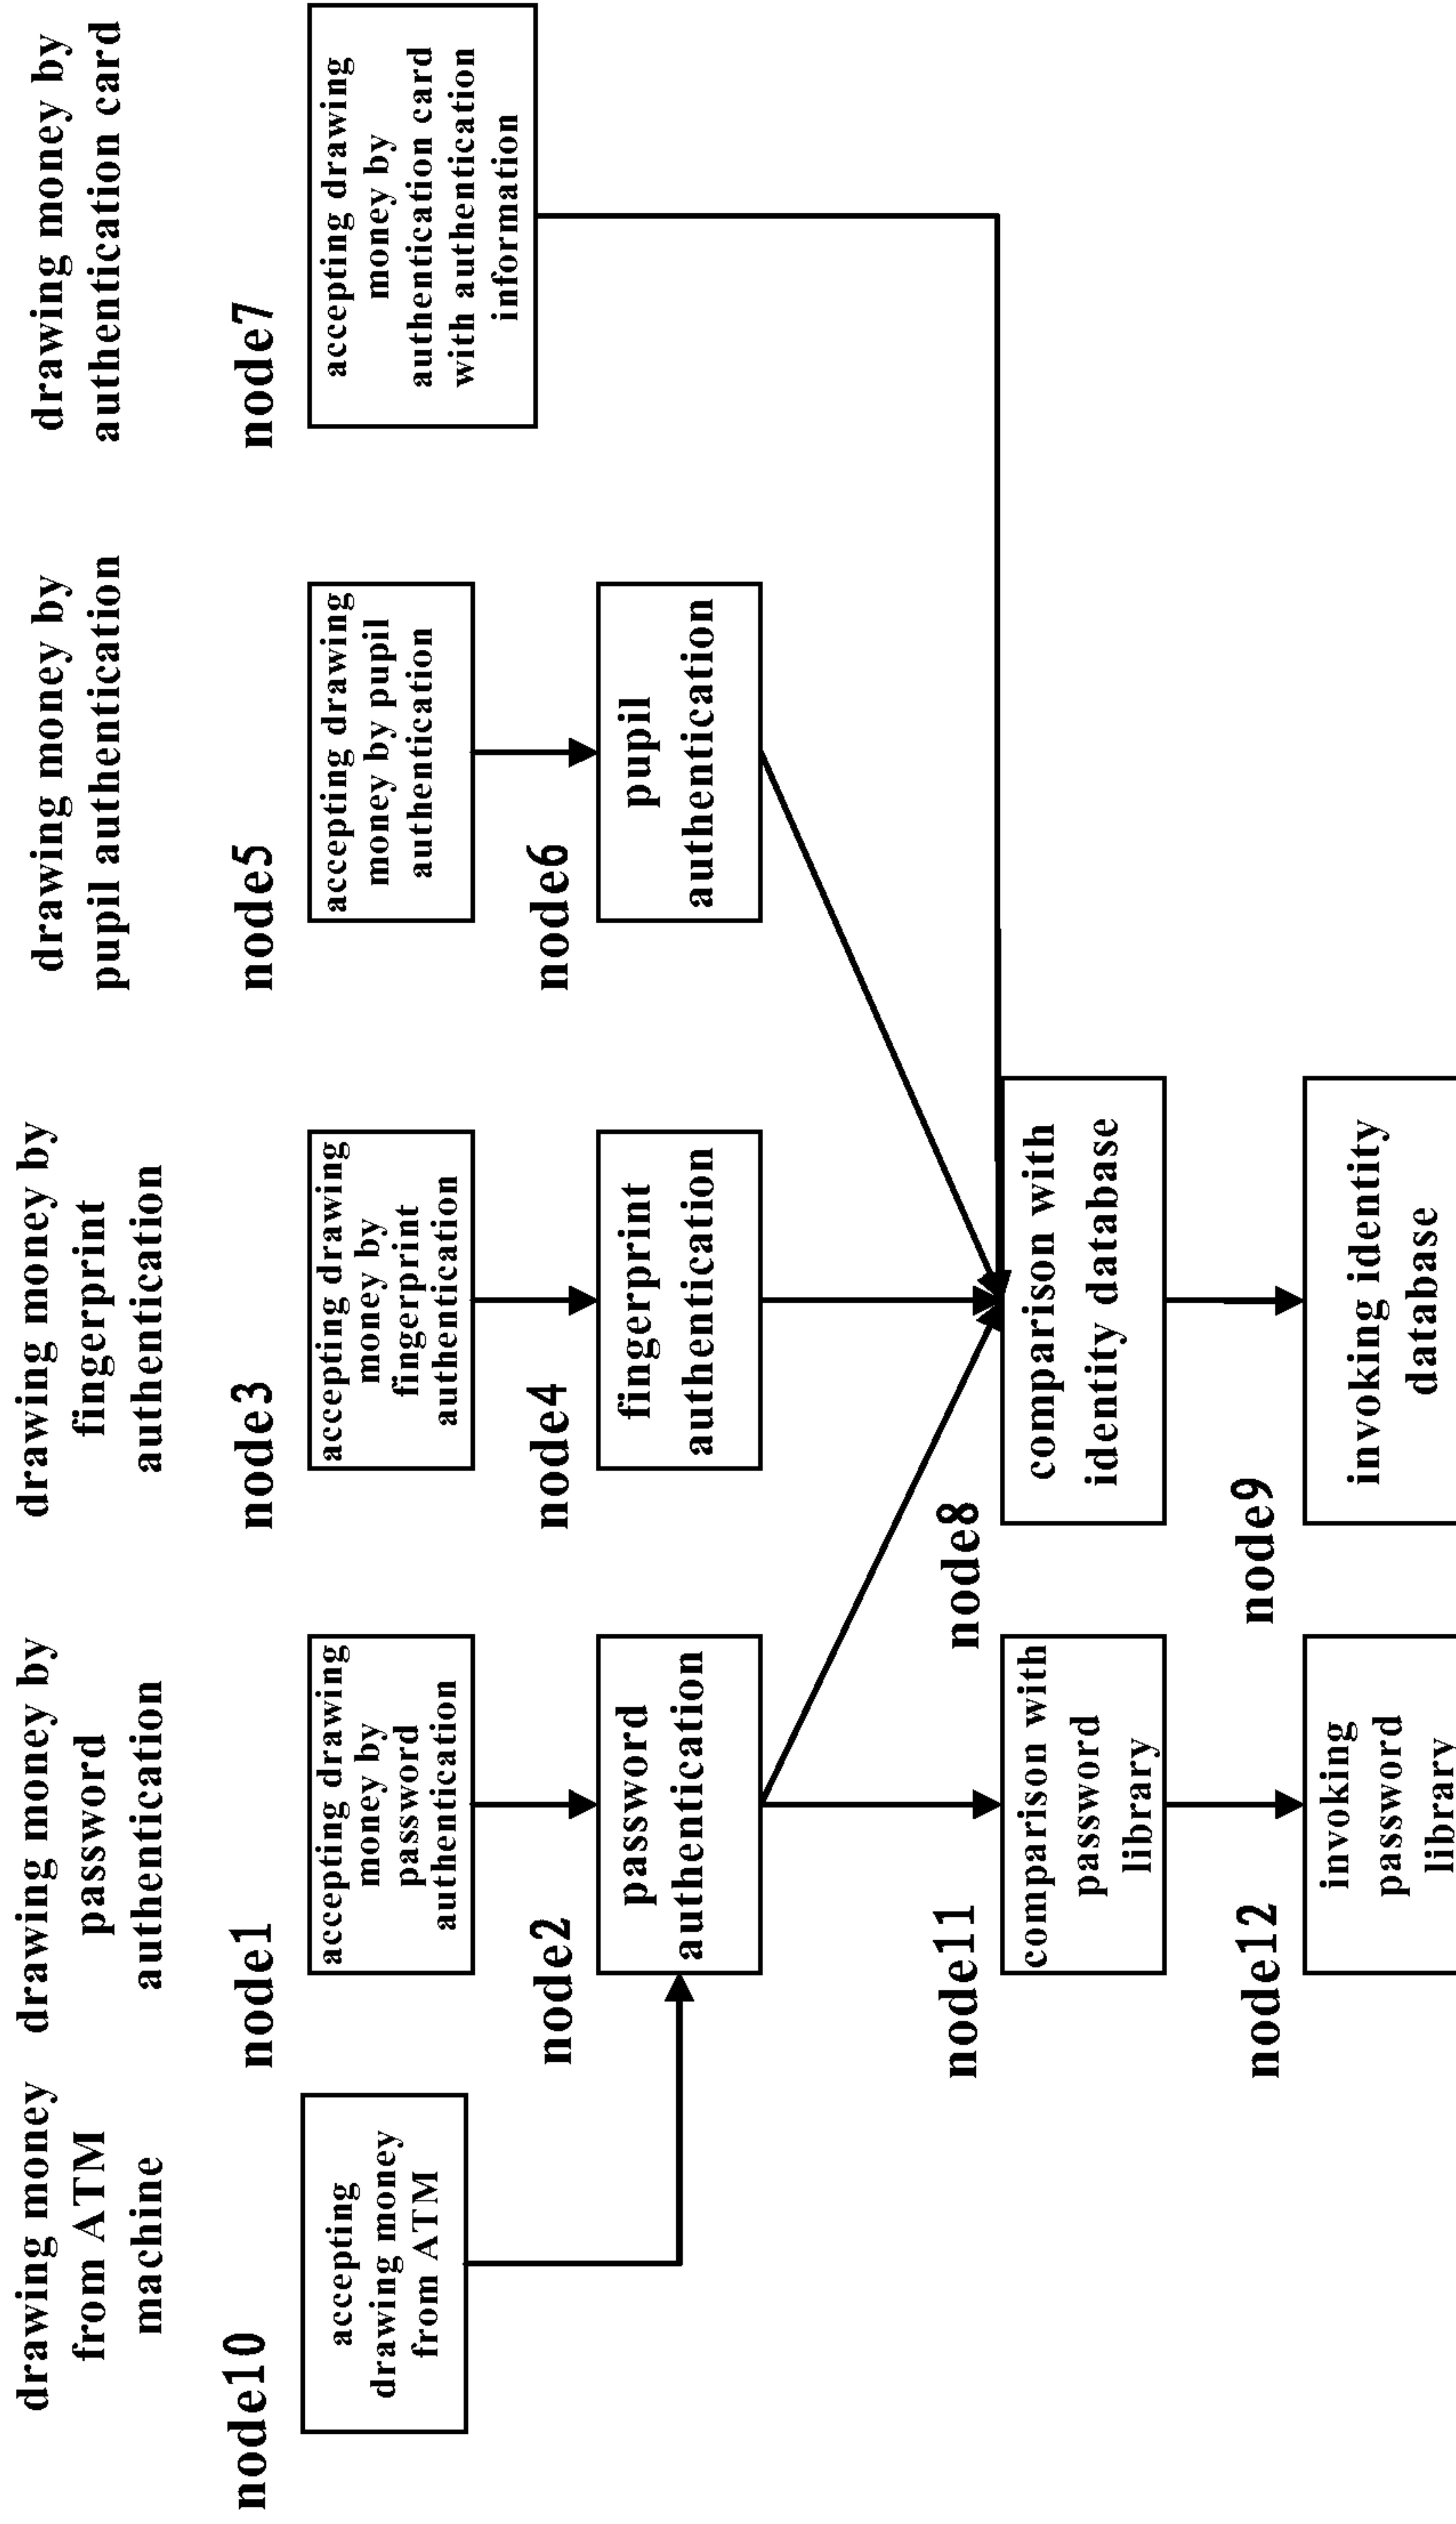 drawing money
from ATM
machine
drawing money by
password
authentication
drawing money by
fingerprint
authentication
drawing money by
pupil authentication
drawing money by
authentication card
node10
accepting
drawing money
from ATM
node1
accepting drawing
money by
password
authentication
node3
accepting drawing
money by
fingerprint
authentication
node5
accepting drawing
money by pupil
authentication
node7
accepting drawing
money by
authentication card
with authentication
information
node2
password
authentication
node4
fingerprint
authentication
node6
pupil
authentication
node11
comparison with
password
library
node8
comparison with
identity database
node12
invoking
password
library
node9
invoking identity
database